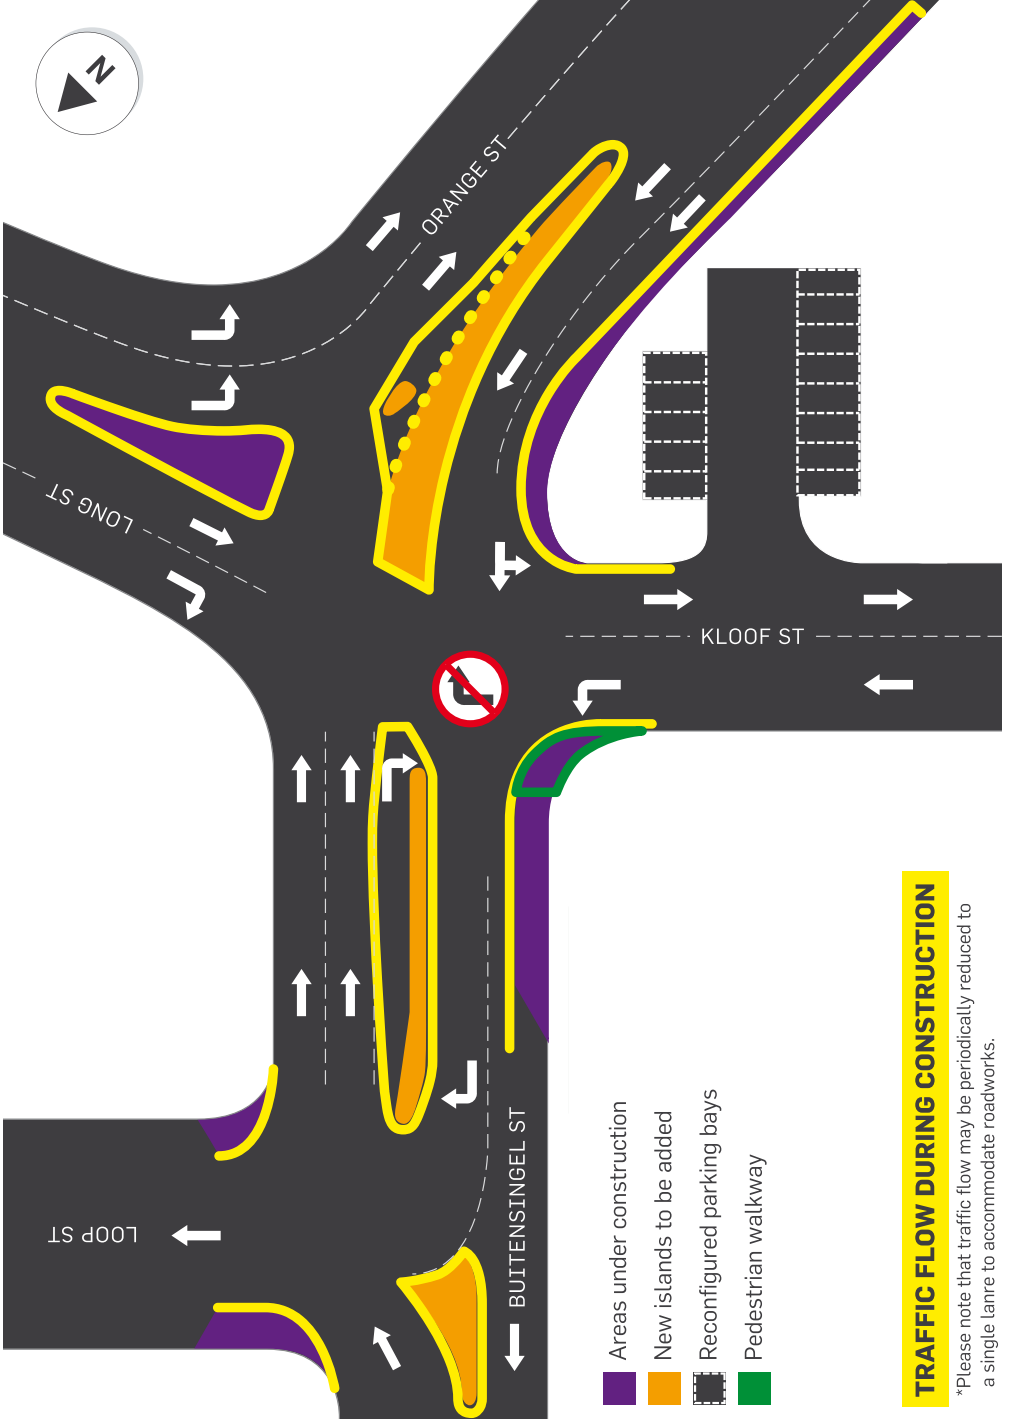 N
ORANGE ST
LONG ST
KLOOF ST
LOOP ST
BUITENSINGEL ST
Areas under construction
New islands to be added
Reconfigured parking bays
Pedestrian walkway
TRAFFIC FLOW DURING CONSTRUCTION
*Please note that traffic flow may be periodically reduced to
a single lanre to accommodate roadworks.